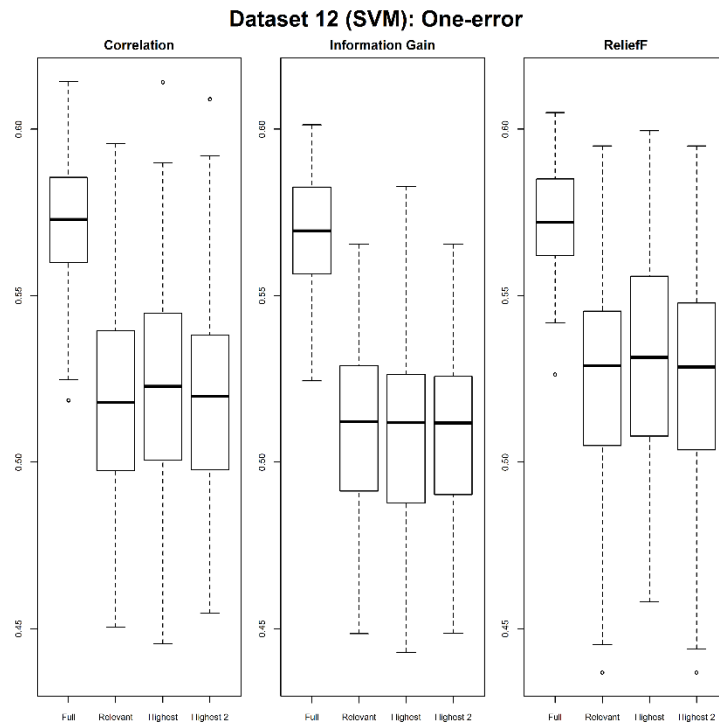 Dataset 12 (SVM): One-error
Correlation
0.60
0.55
0.50
0.45
Full Relevant Highest Highest 2
Information Gain
0.60
0.55
0.50
0.45
Full Relevant Highest Highest 2
ReliefF
0.60
0.55
0.50
0.45
Full Relevant Highest Highest 2